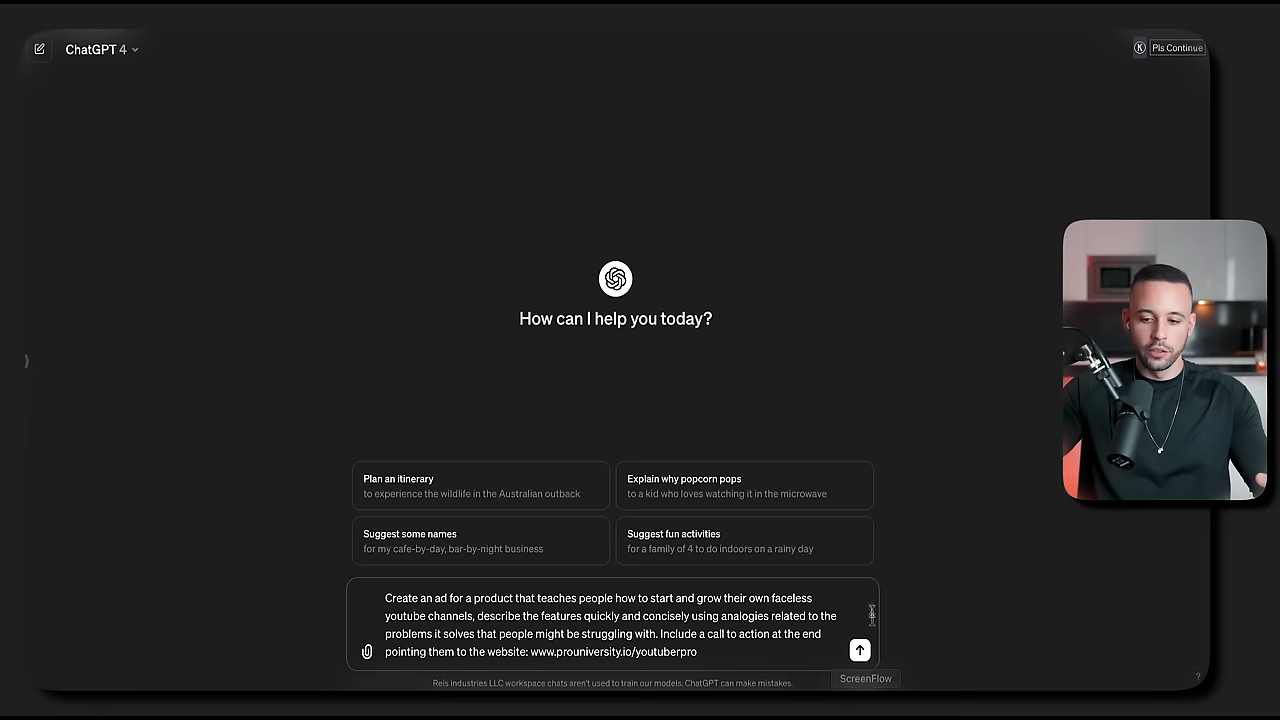 ChatGPT 4
K Pls Continue
How can I help you today?
Plan an itinerary
to experience the wildlife in the Australian outback
Explain why popcorn pops
to a kid who loves watching it in the microwave
Suggest some names
for my cafe-by-day, bar-by-night business
Suggest fun activities
for a family of 4 to do indoors on a rainy day
Create an ad for a product that teaches people how to start and grow their own faceless
youtube channels, describe the features quickly and concisely using analogies related to the
problems it solves that people might be struggling with. Include a call to action at the end
pointing them to the website: www.prouniversity.io/youtuberpro
ScreenFlow
Reis industries LLC workspace chats aren't used to train our models. ChatGPT can make mistakes.
?